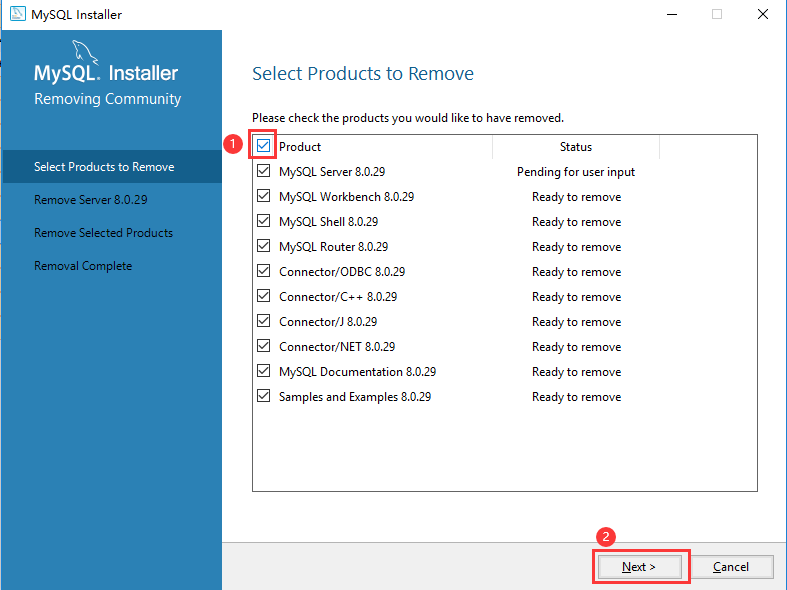 MySQL Installer
MySQL. Installer
Removing Community
Select Products to Remove
Remove Server 8.0.29
Remove Selected Products
Removal Complete
Select Products to Remove
Please check the products you would like to have removed.
1
Product Status
MySQL Server 8.0.29 Pending for user input
MySQL Workbench 8.0.29 Ready to remove
MySQL Shell 8.0.29 Ready to remove
MySQL Router 8.0.29 Ready to remove
Connector/ODBC 8.0.29 Ready to remove
Connector/C++ 8.0.29 Ready to remove
Connector/J 8.0.29 Ready to remove
Connector/NET 8.0.29 Ready to remove
MySQL Documentation 8.0.29 Ready to remove
Samples and Examples 8.0.29 Ready to remove
2
Next > Cancel